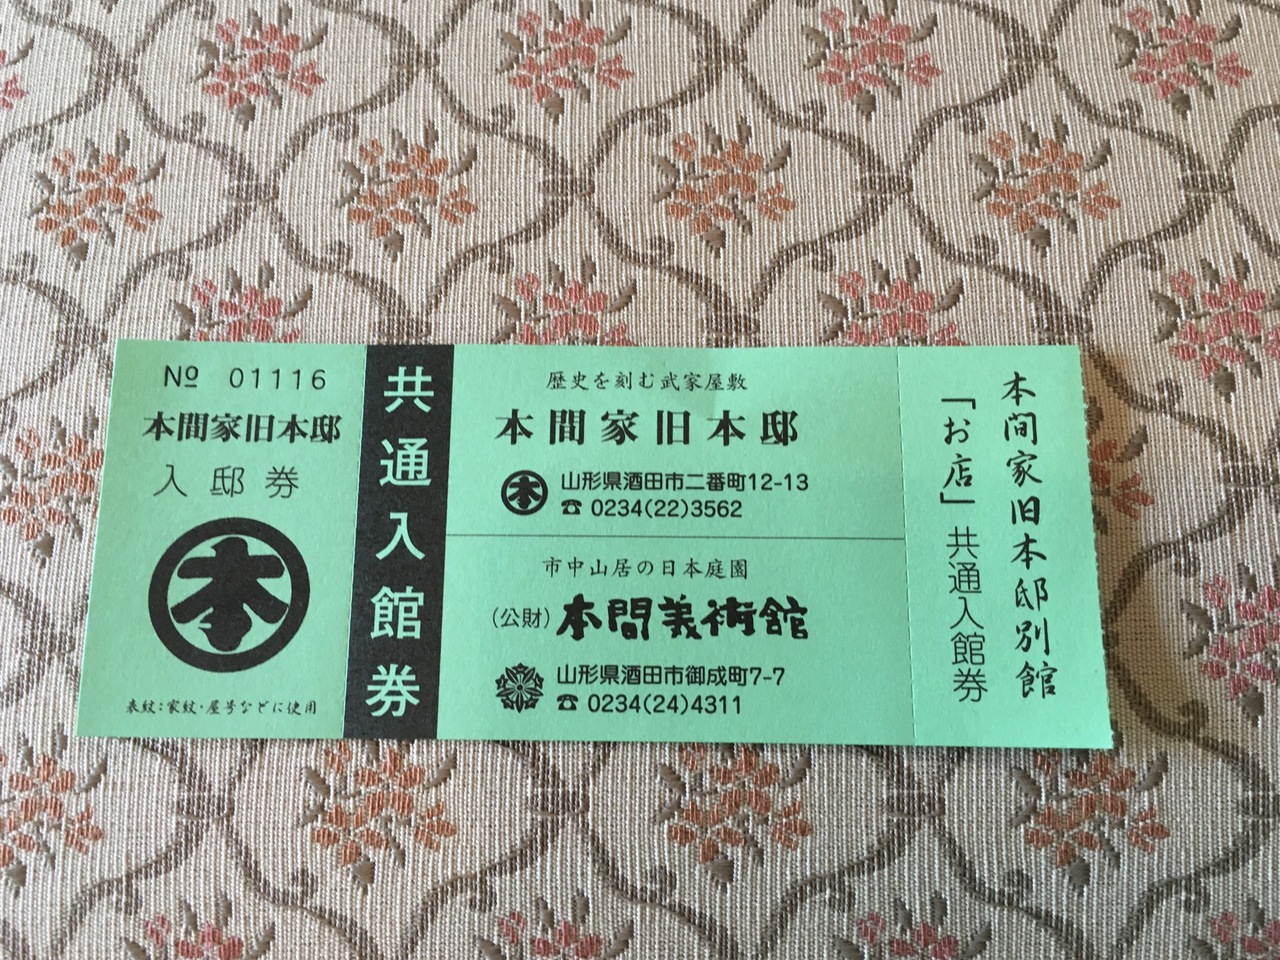 № 01116
本間家旧本邸
入邸券
本
表紋：家紋・屋号などに使用
共通入館券
歴史を刻む武家屋敷
本間家旧本邸
本
山形県酒田市二番町12-13
☎ 0234(22)3562
市中山居の日本庭園
(公財) 本間美術館
山形県酒田市御成町7-7
☎ 0234(24)4311
本間家旧本邸別館
「お店」共通入館券